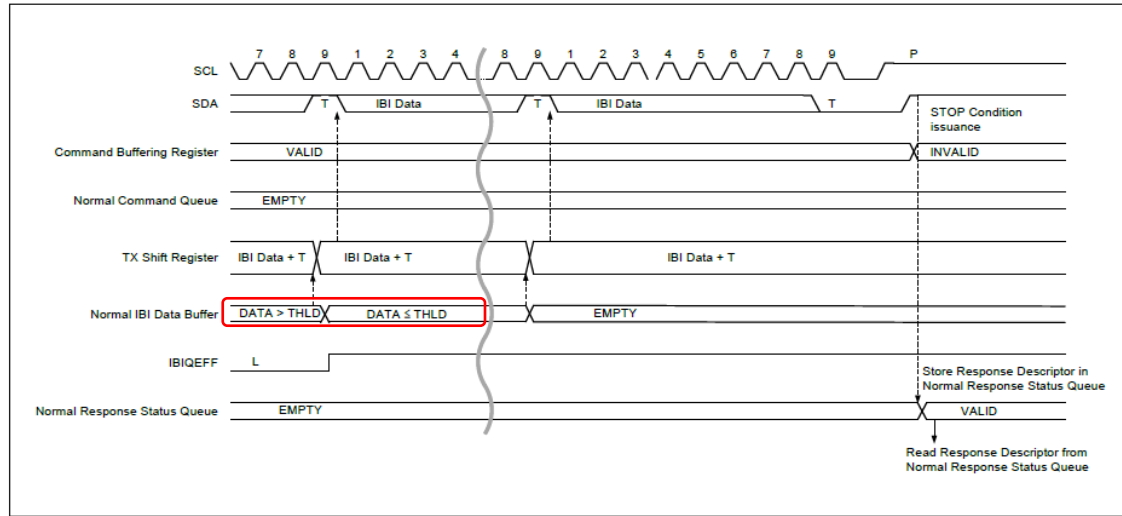 7 8 9 1 2 3 4 8 9 1 2 3 4 5 6 7 8 9 P
SCL
SDA T IBI Data T IBI Data T
STOP Condition
issuance
Command Buffering Register VALID INVALID
Normal Command Queue EMPTY
TX Shift Register IBI Data + T IBI Data + T IBI Data + T
Normal IBI Data Buffer DATA > THLD DATA ≤ THLD EMPTY
IBIQEFF L
Store Response Descriptor in
Normal Response Status Queue
Normal Response Status Queue EMPTY VALID
Read Response Descriptor from
Normal Response Status Queue